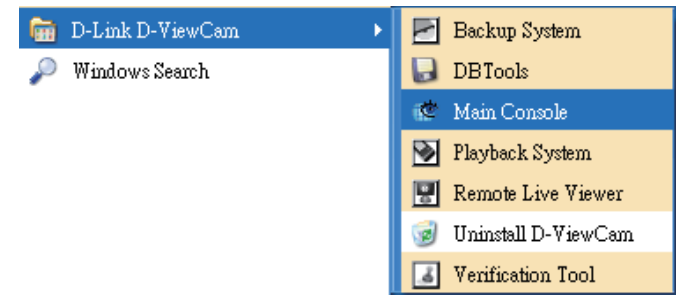 D-Link D-ViewCam
Windows Search
Backup System
DBTools
Main Console
Playback System
Remote Live Viewer
Uninstall D-ViewCam
Verification Tool